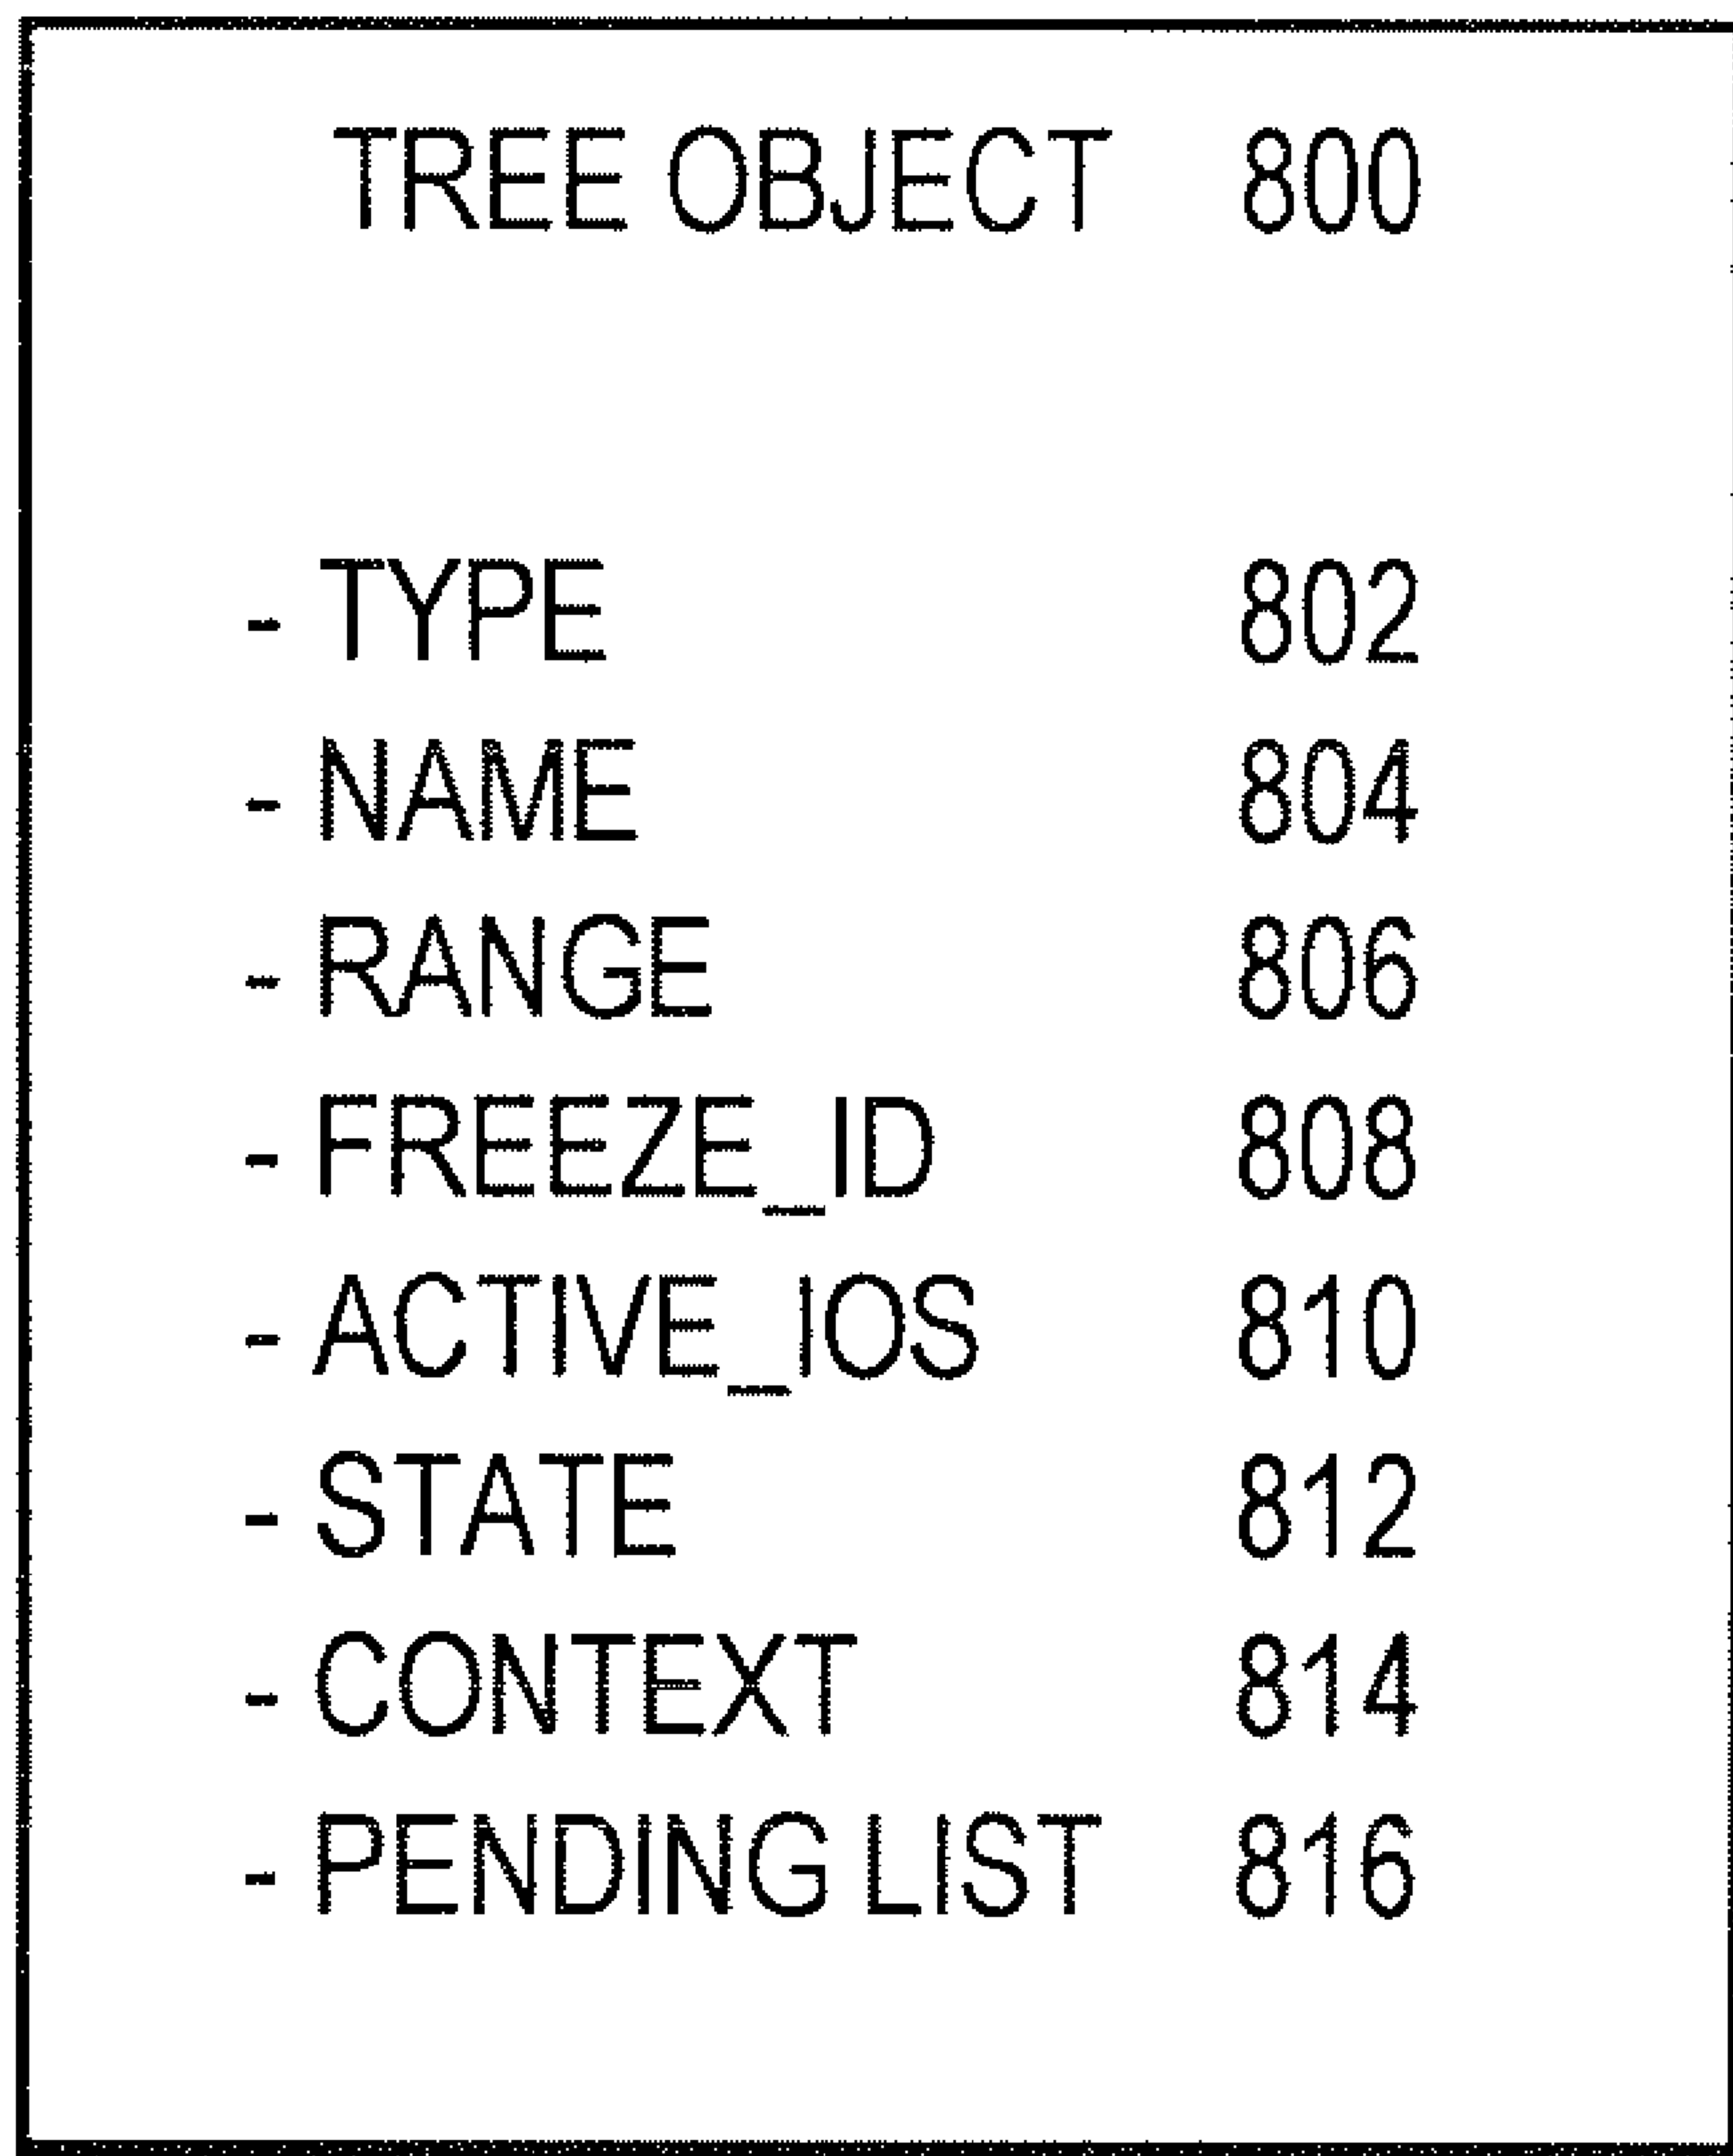 TREE OBJECT 800
- TYPE 802
- NAME 804
- RANGE 806
- FREEZE_ID 808
- ACTIVE_IOS 810
- STATE 812
- CONTEXT 814
- PENDING LIST 816